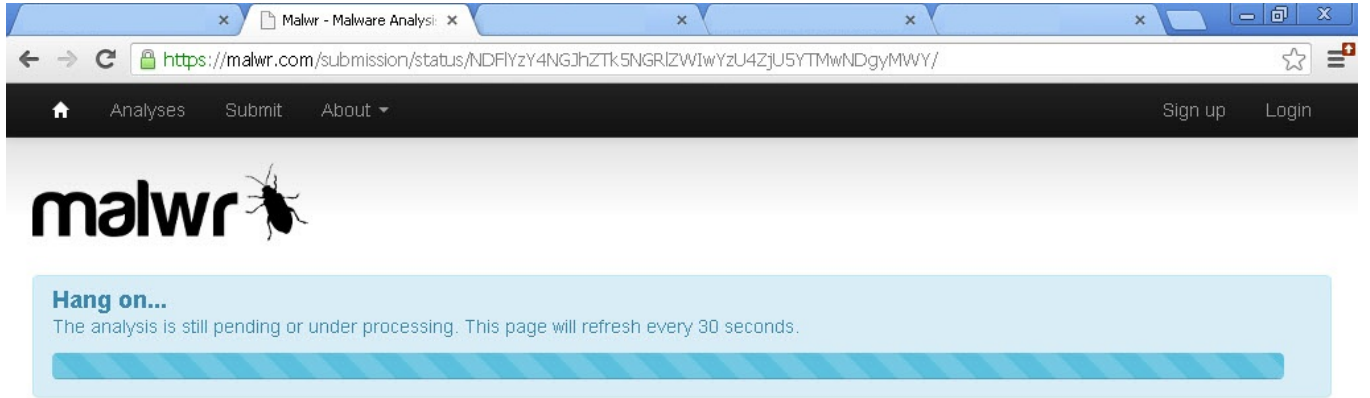 Malwr - Malware Analysi
https://malwr.com/submission/status/NDFlYzY4NGJhZTk5NGRlZWIwYzU4ZjU5YTMwNDgyMWY/
Analyses Submit About Sign up Login
malwr
Hang on...
The analysis is still pending or under processing. This page will refresh every 30 seconds.